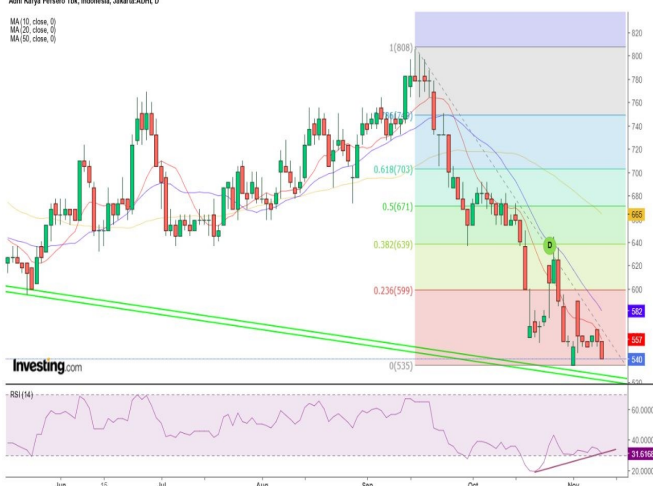 Adhi Karya Persero Tbk, Indonesia, Jakarta:ADHI, D
MA (10, close, 0)
MA (20, close, 0)
MA (50, close, 0)
820
1(808)
800
780
760
740
720
0.618(703)
700
680
0.5(671)
665
0.382(639)
640
D
620
0.236(599)
600
582
557
540
0(535)
Investing.com
RSI (14)
60.0000
31.6166
20.0000
Jun
15
Jul
Aug
Sep
Oct
Nov